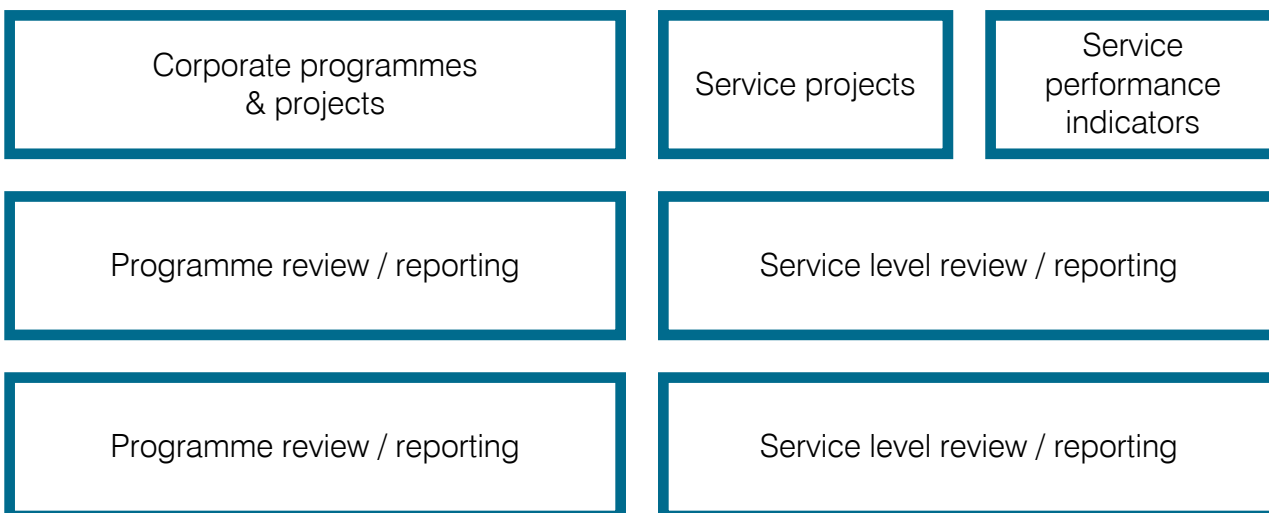 Corporate programmes
& projects
Service projects
Service
performance
indicators
Programme review / reporting
Service level review / reporting
Programme review / reporting
Service level review / reporting